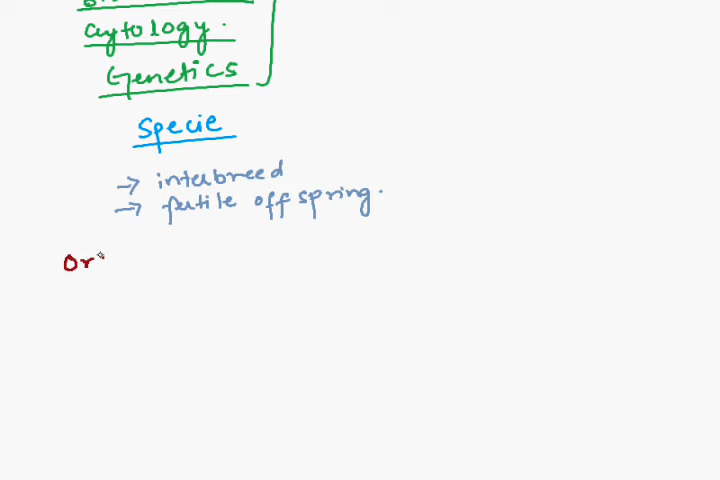 cytology.
Genetics
Specie
→ interbreed
→ fertile offspring.
Or